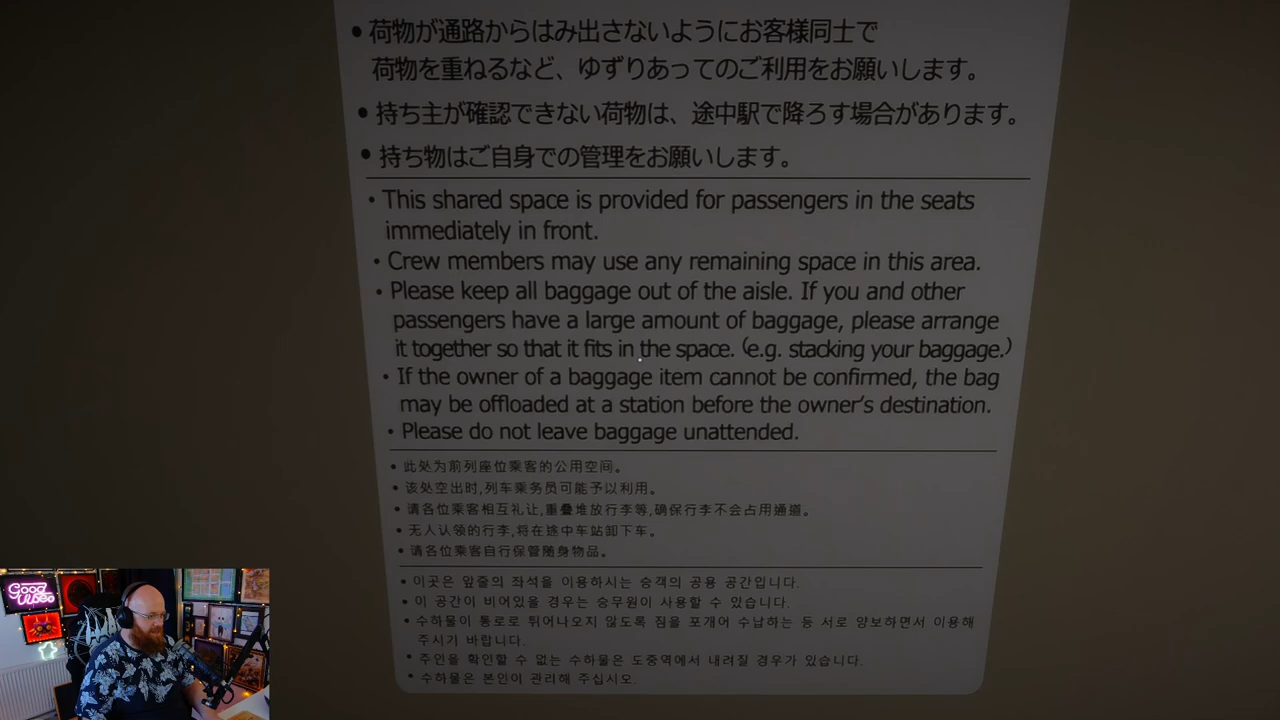 • 荷物が通路からはみ出さないようにお客様同士で
荷物を重ねるなど、ゆずりあってのご利用をお願いします。
• 持ち主が確認できない荷物は、途中駅で降ろす場合があります。
• 持ち物はご自身での管理をお願いします。
• This shared space is provided for passengers in the seats
immediately in front.
• Crew members may use any remaining space in this area.
• Please keep all baggage out of the aisle. If you and other
passengers have a large amount of baggage, please arrange
it together so that it fits in the space. (e.g. stacking your baggage.)
• If the owner of a baggage item cannot be confirmed, the bag
may be offloaded at a station before the owner's destination.
• Please do not leave baggage unattended.
• 此处为前列座位乘客的公用空间。
• 该处空出时,列车乘务员可能予以利用。
• 请各位乘客相互礼让,重叠堆放行李等,确保行李不会占用通道。
• 无人认领的行李,将在途中车站卸下车。
• 请各位乘客自行保管随身物品。
• 이곳은 앞줄의 좌석을 이용하시는 승객의 공용 공간입니다.
• 이 공간이 비어있을 경우는 승무원이 사용할 수 있습니다.
• 수하물이 통로로 튀어나오지 않도록 짐을 포개어 수납하는 등 서로 양보하면서 이용해
주시기 바랍니다.
• 주인을 확인할 수 없는 수하물은 도중역에서 내려질 경우가 있습니다.
• 수하물은 본인이 관리해 주십시오.
Good
Vibes